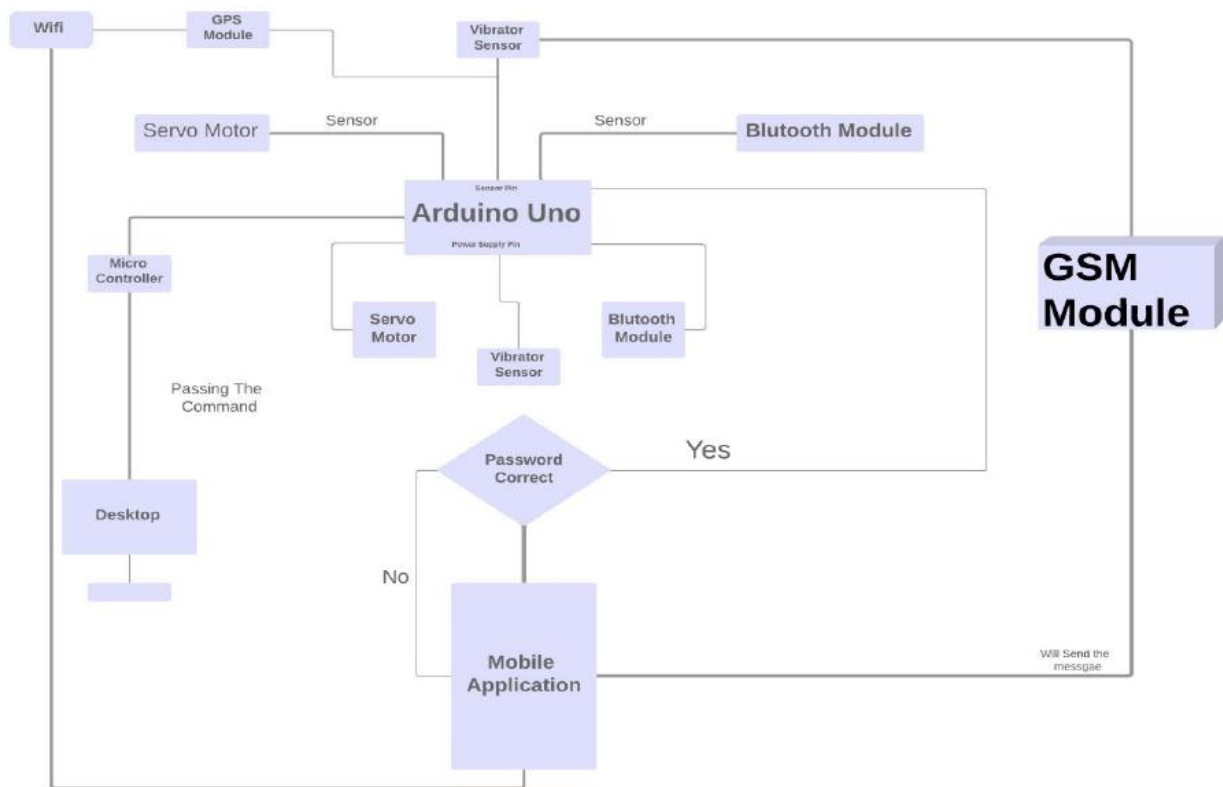 Wifi
GPS
Module
Vibrator
Sensor
Servo Motor
Sensor
Sensor
Blutooth Module
Sensor Pin
Arduino Uno
Power Supply Pin
Micro
Controller
GSM
Module
Servo
Motor
Blutooth
Module
Vibrator
Sensor
Passing The
Command
Password
Correct
Yes
Desktop
No
Mobile
Application
Will Send the
messgae